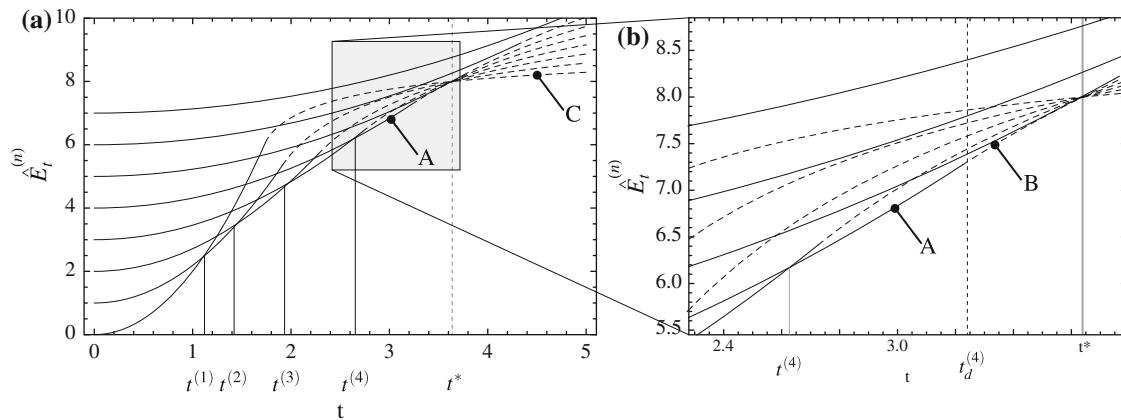 (a)
10
8
6
4
2
0
Ê_t^(n)
A
C
0 1 2 3 4 5
t^(1) t^(2) t^(3) t^(4) t^*
t
(b)
8.5
8.0
7.5
7.0
6.5
6.0
5.5
Ê_t^(n)
B
A
2.4 3.0 t*
t^(4) t t_d^(4)